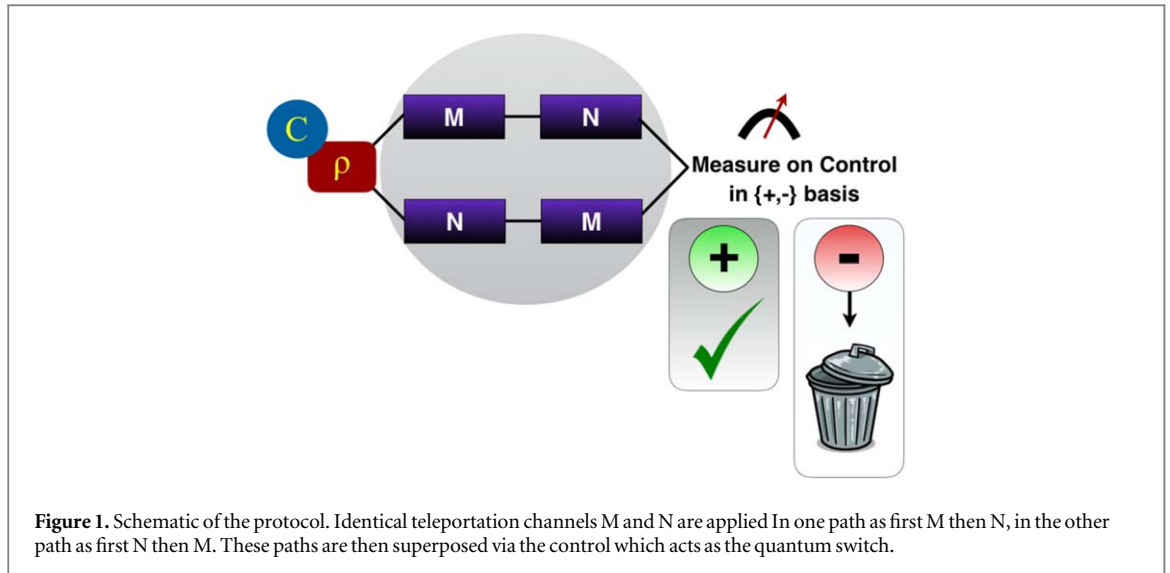 C
ρ
M
N
N
M
Measure on Control
in {+,-} basis
+
-
Figure 1. Schematic of the protocol. Identical teleportation channels M and N are applied In one path as first M then N, in the other
path as first N then M. These paths are then superposed via the control which acts as the quantum switch.